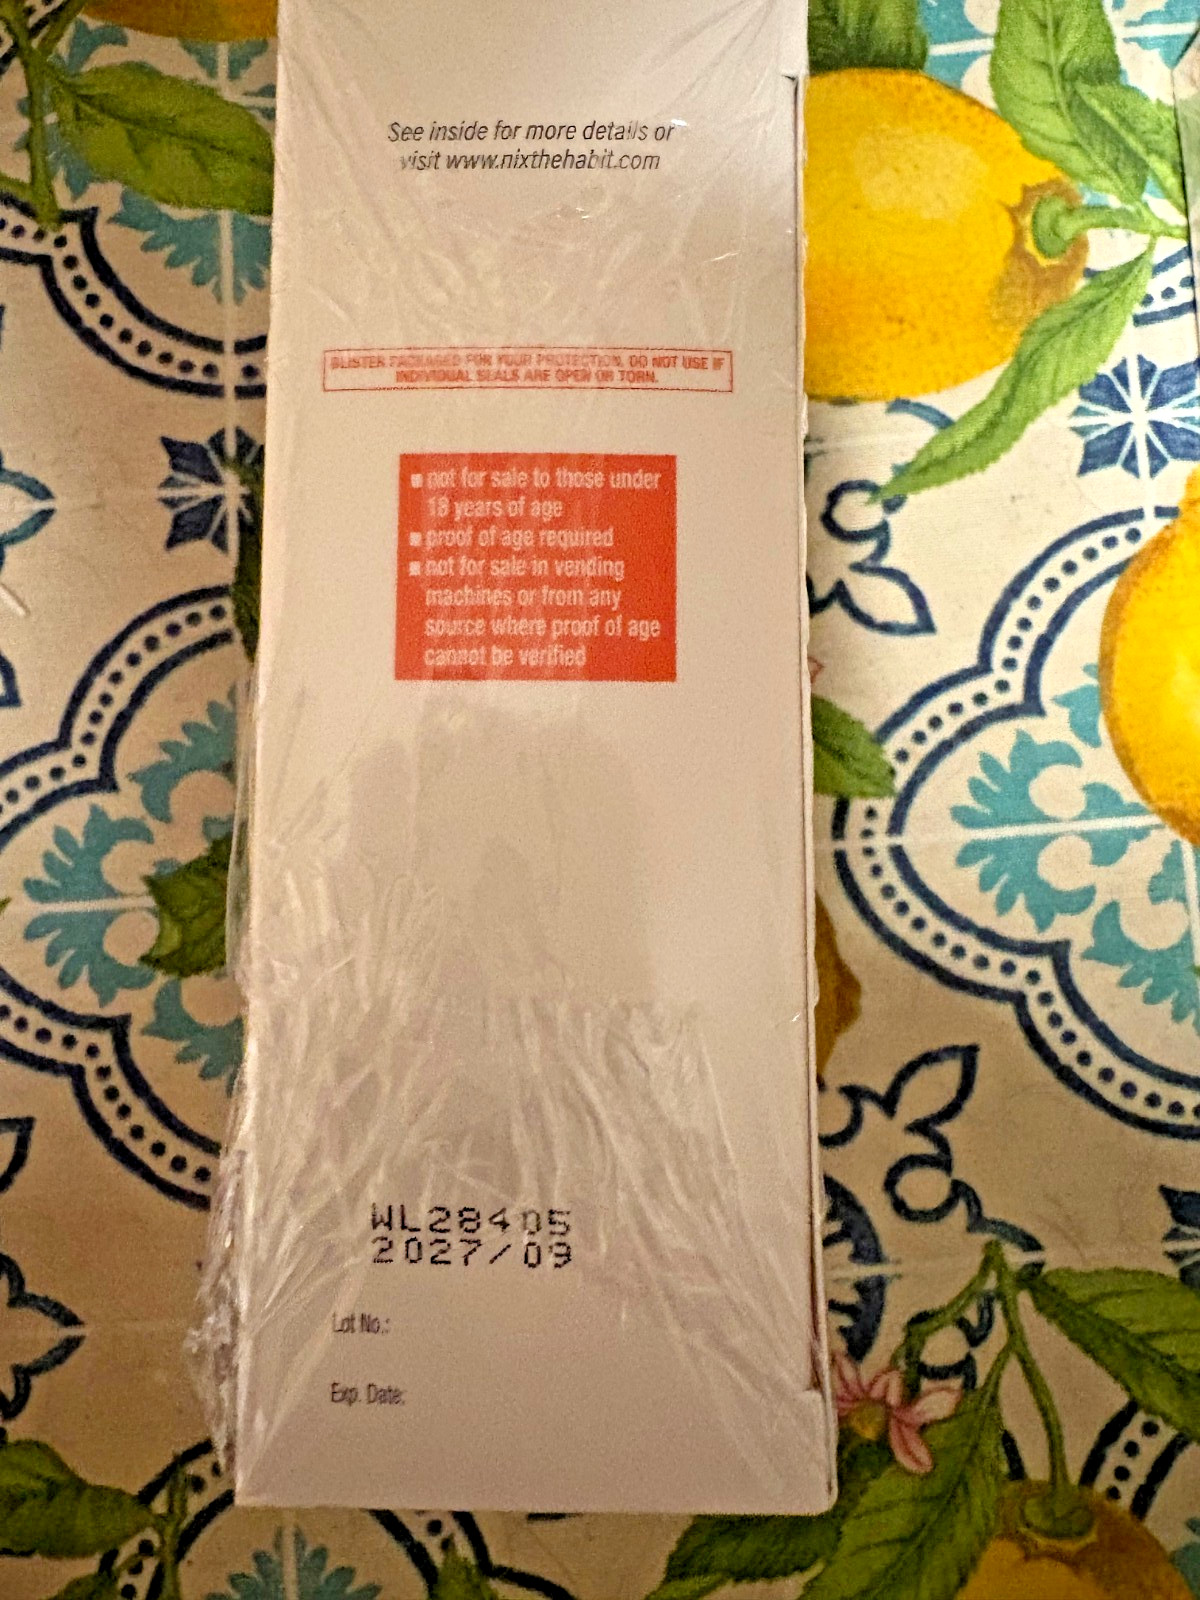 See inside for more details or
visit www.nixthehabit.com
BLISTER PACKAGED FOR YOUR PROTECTION. DO NOT USE IF
INDIVIDUAL SEALS ARE OPEN OR TORN.
■ not for sale to those under
18 years of age
■ proof of age required
■ not for sale in vending
machines or from any
source where proof of age
cannot be verified
WL28405
2027/09
Lot No.:
Exp. Date: